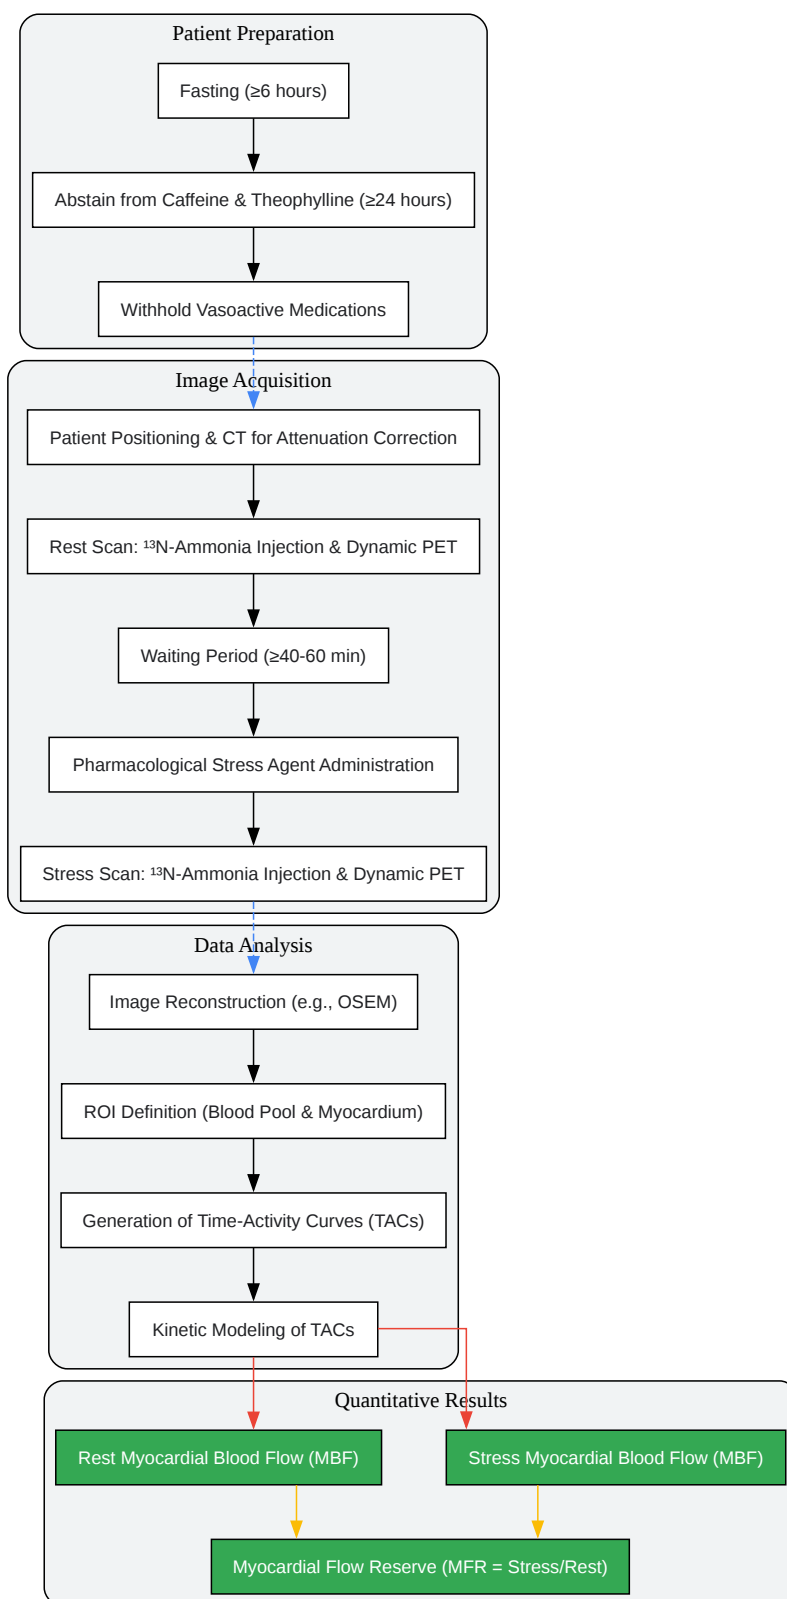 Patient Preparation
Fasting (≥6 hours)
Abstain from Caffeine & Theophylline (≥24 hours)
Withhold Vasoactive Medications
Image Acquisition
Patient Positioning & CT for Attenuation Correction
Rest Scan: ¹³N-Ammonia Injection & Dynamic PET
Waiting Period (≥40-60 min)
Pharmacological Stress Agent Administration
Stress Scan: ¹³N-Ammonia Injection & Dynamic PET
Data Analysis
Image Reconstruction (e.g., OSEM)
ROI Definition (Blood Pool & Myocardium)
Generation of Time-Activity Curves (TACs)
Kinetic Modeling of TACs
Quantitative Results
Rest Myocardial Blood Flow (MBF)
Stress Myocardial Blood Flow (MBF)
Myocardial Flow Reserve (MFR = Stress/Rest)